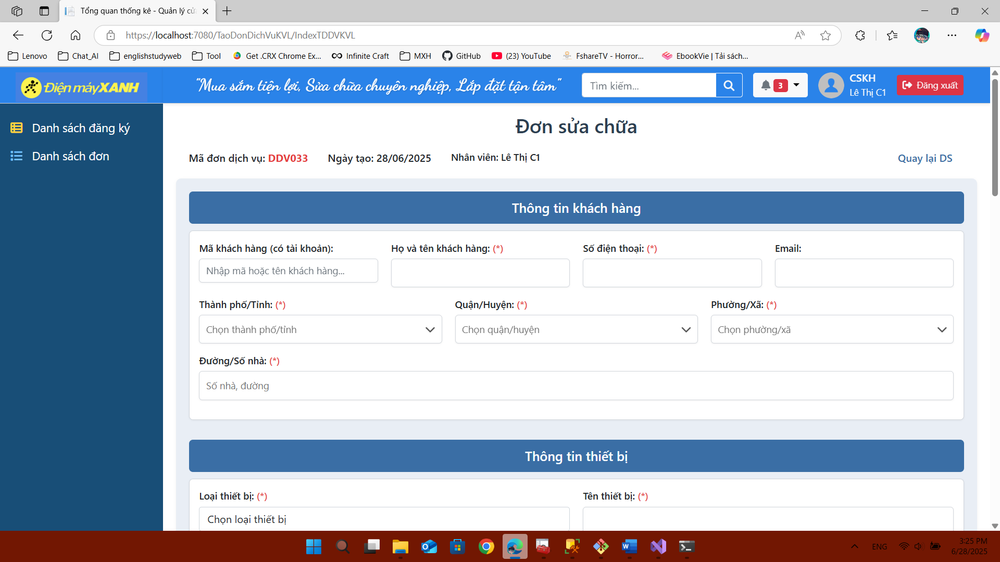 Tổng quan thống kê - Quản lý cử
https://localhost:7080/TaoDonDichVuKVL/IndexTDDVKVL
Lenovo Chat_AI englishstudyweb Tool Get .CRX Chrome Ex... Infinite Craft MXH GitHub (23) YouTube FshareTV - Horror... EbookVie | Tải sách...
Điện máyXANH
"Mua sắm tiện lợi, Sửa chữa chuyên nghiệp, Lắp đặt tận tâm"
Tìm kiếm...
3
CSKH
Lê Thị C1
Đăng xuất
Danh sách đăng ký
Danh sách đơn
Đơn sửa chữa
Mã đơn dịch vụ: DDV033 Ngày tạo: 28/06/2025 Nhân viên: Lê Thị C1 Quay lại DS
Thông tin khách hàng
Mã khách hàng (có tài khoản): Họ và tên khách hàng: (*) Số điện thoại: (*) Email:
Nhập mã hoặc tên khách hàng...
Thành phố/Tỉnh: (*) Quận/Huyện: (*) Phường/Xã: (*)
Chọn thành phố/tỉnh Chọn quận/huyện Chọn phường/xã
Đường/Số nhà: (*)
Số nhà, đường
Thông tin thiết bị
Loại thiết bị: (*) Tên thiết bị: (*)
Chọn loại thiết bị
ENG
3:25 PM
6/28/2025